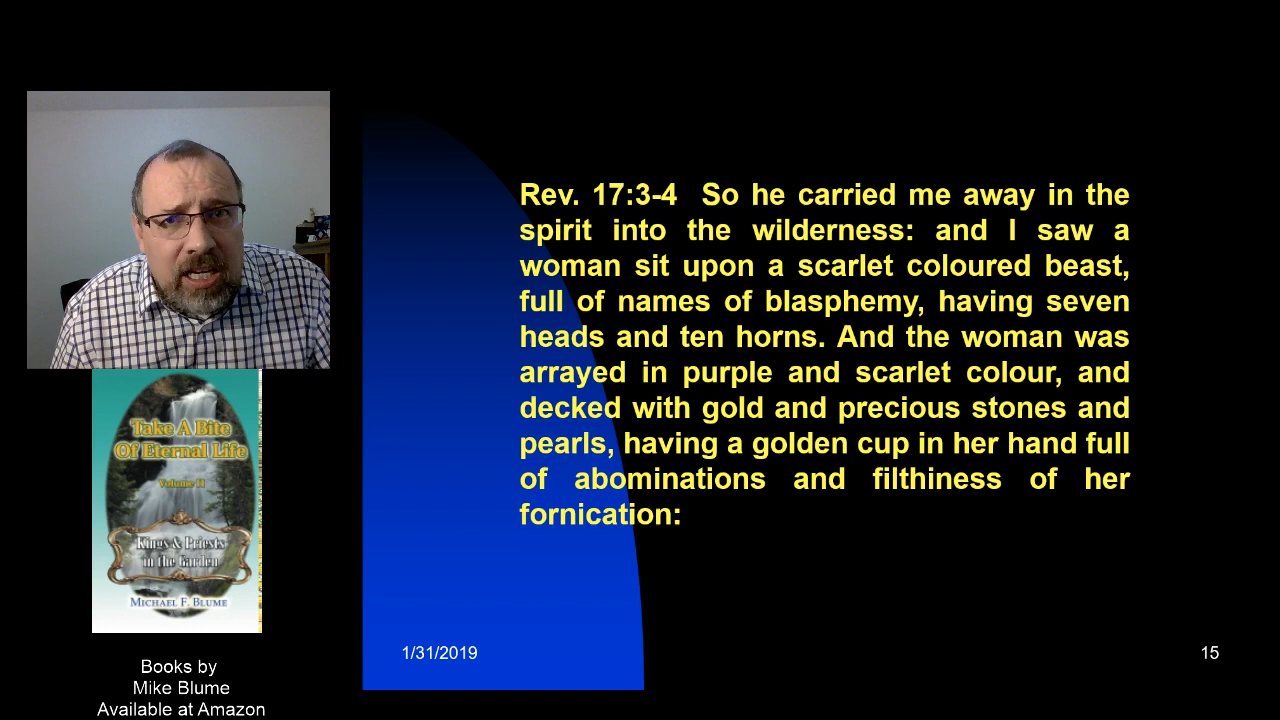 Rev. 17:3-4 So he carried me away in the
spirit into the wilderness: and I saw a
woman sit upon a scarlet coloured beast,
full of names of blasphemy, having seven
heads and ten horns. And the woman was
arrayed in purple and scarlet colour, and
decked with gold and precious stones and
pearls, having a golden cup in her hand full
of abominations and filthiness of her
fornication:
Take A Bite
Of Eternal Life
Volume II
Kings & Priests
in the Garden
MICHAEL F. BLUME
Books by
Mike Blume
Available at Amazon
1/31/2019
15